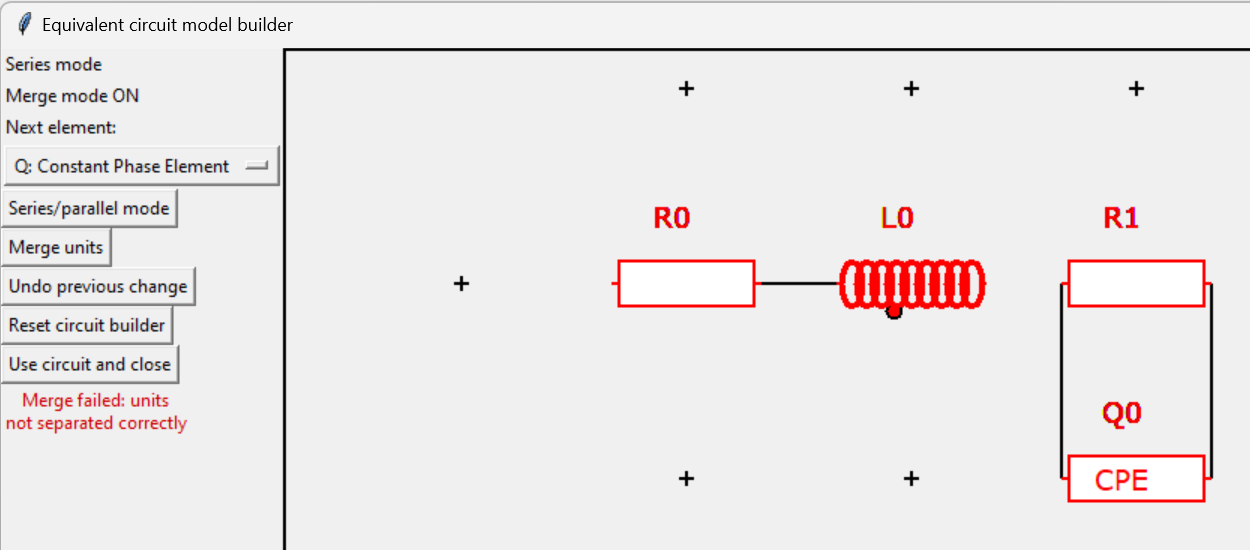 Equivalent circuit model builder
Series mode
Merge mode ON
Next element:
Q: Constant Phase Element
Series/parallel mode
Merge units
Undo previous change
Reset circuit builder
Use circuit and close
Merge failed: units
not separated correctly
R0 L0 R1
Q0
CPE